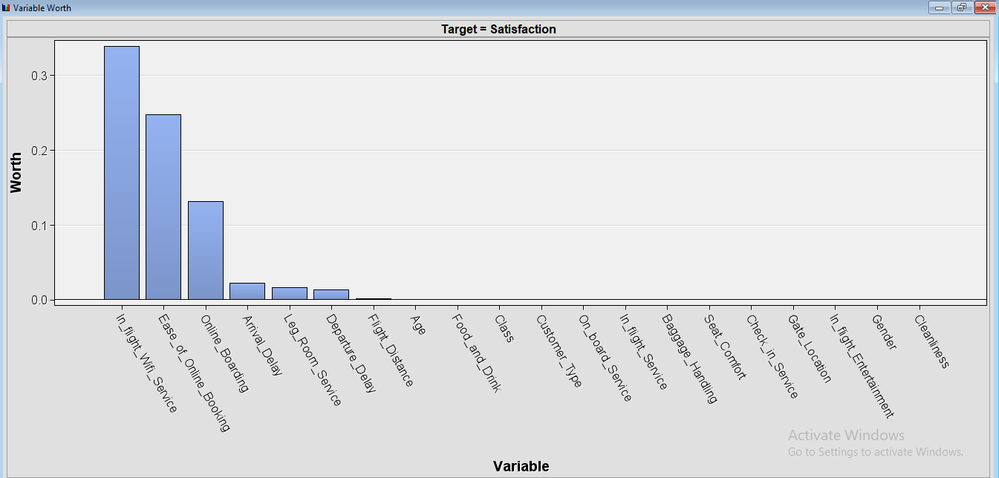 Variable Worth
Target = Satisfaction
Worth
0.3
0.2
0.1
0.0
In_flight_Wifi_Service
Ease_of_Online_Booking
Online_Boarding
Arrival_Delay
Leg_Room_Service
Departure_Delay
Flight_Distance
Age
Food_and_Drink
Class
Customer_Type
On_board_Service
In_flight_Service
Baggage_Handling
Seat_Comfort
Check_in_Service
Gate_Location
In_flight_Entertainment
Gender
Cleanliness
Activate Windows
Go to Settings to activate Windows.
Variable